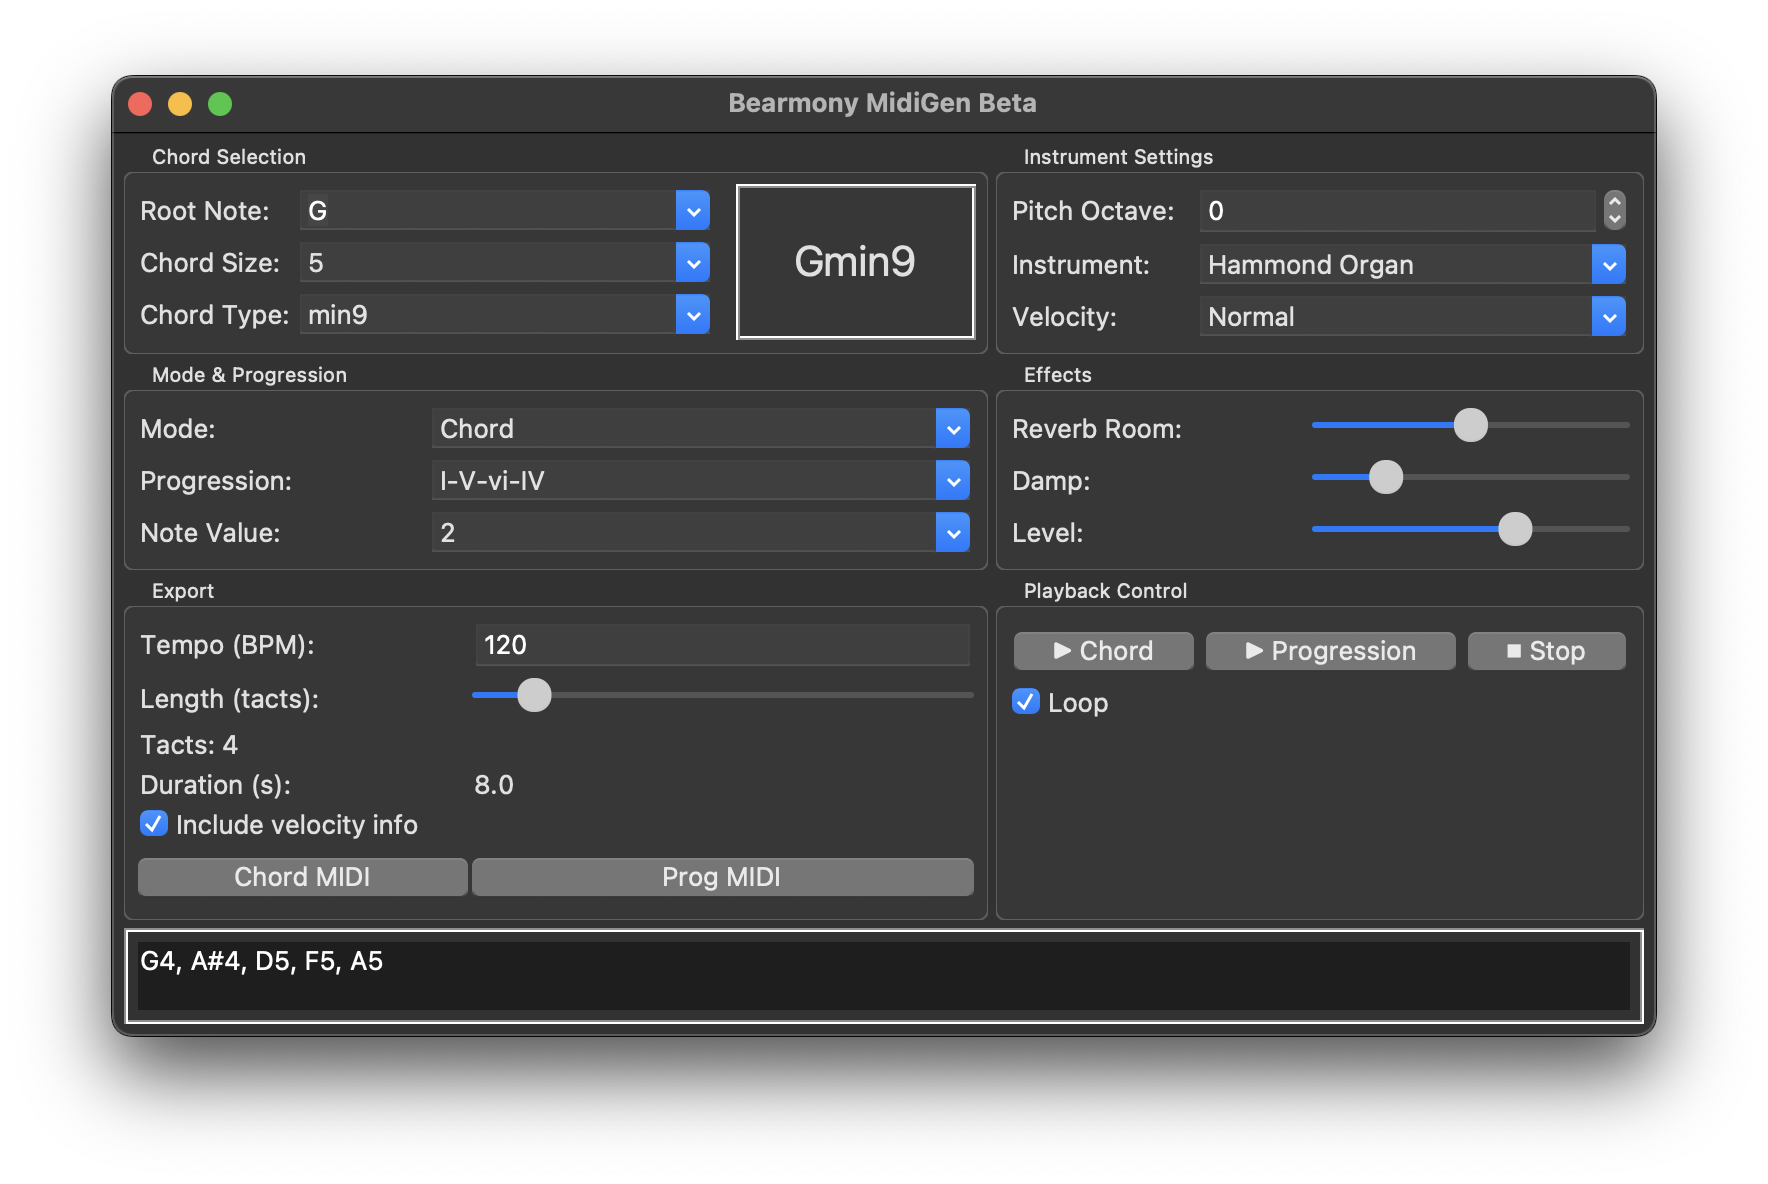 Bearmony MidiGen Beta
Chord Selection
Root Note: G
Chord Size: 5
Chord Type: min9
Gmin9
Instrument Settings
Pitch Octave: 0
Instrument: Hammond Organ
Velocity: Normal
Mode & Progression
Mode: Chord
Progression: I-V-vi-IV
Note Value: 2
Effects
Reverb Room:
Damp:
Level:
Export
Tempo (BPM): 120
Length (tacts):
Tacts: 4
Duration (s): 8.0
Include velocity info
Chord MIDI Prog MIDI
Playback Control
Chord Progression Stop
Loop
G4, A#4, D5, F5, A5